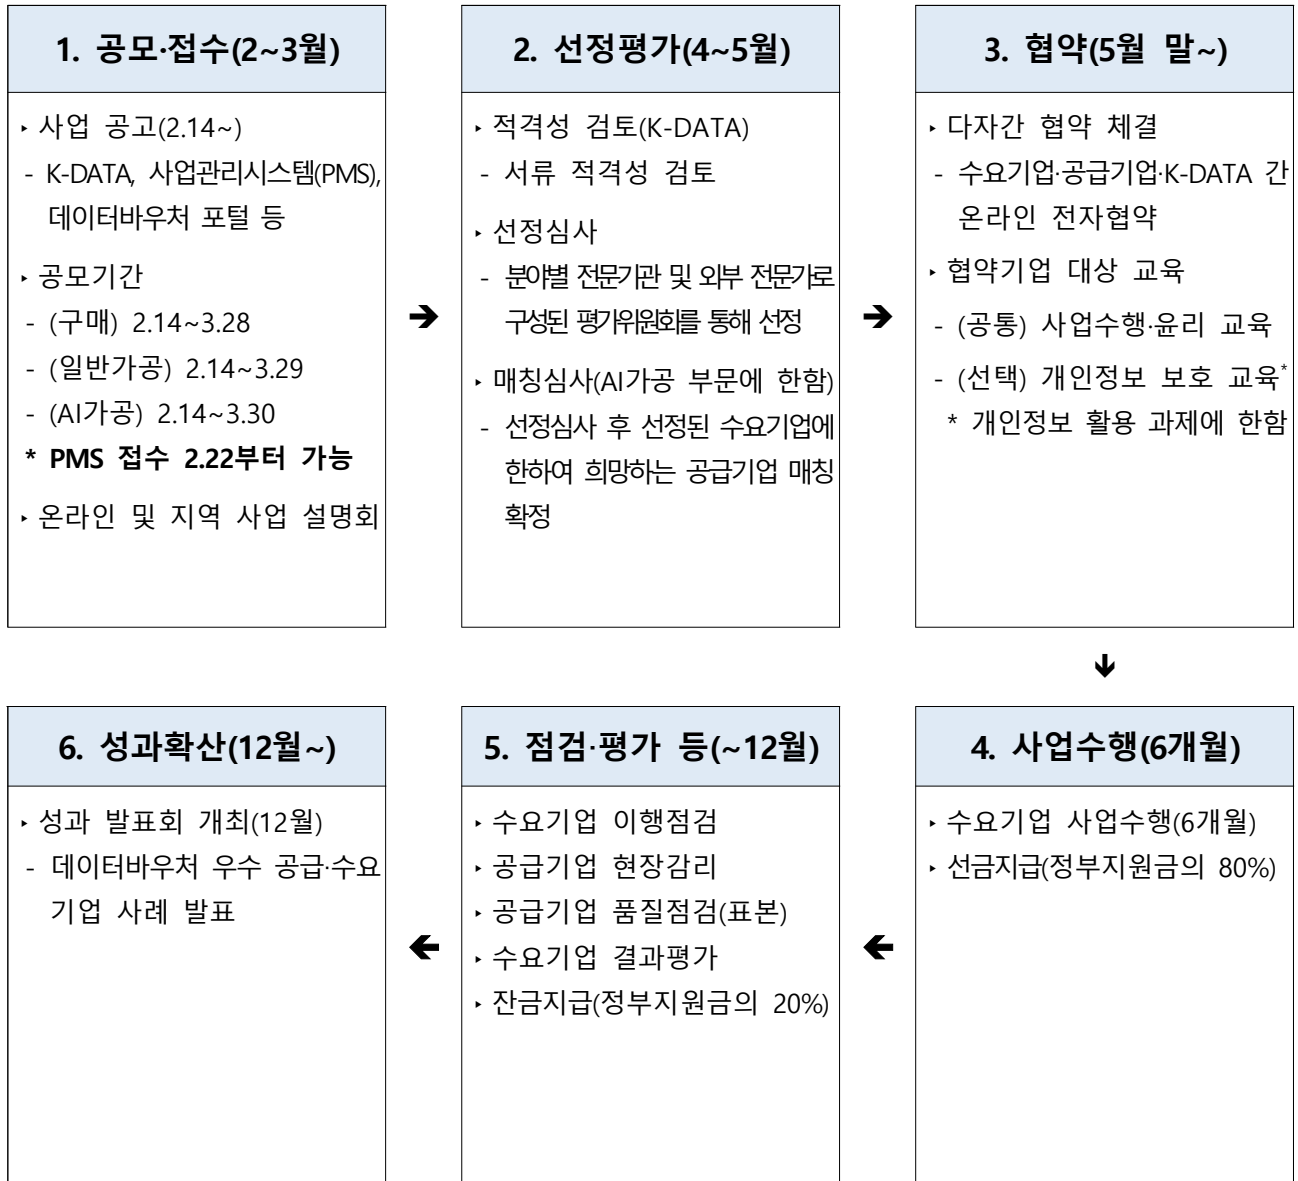 1. 공모·접수(2~3월)
‣ 사업 공고(2.14~)
- K-DATA, 사업관리시스템(PMS),
데이터바우처 포털 등
‣ 공모기간
- (구매) 2.14~3.28
- (일반가공) 2.14~3.29
- (AI가공) 2.14~3.30
* PMS 접수 2.22부터 가능
‣ 온라인 및 지역 사업 설명회
➔
2. 선정평가(4~5월)
‣ 적격성 검토(K-DATA)
- 서류 적격성 검토
‣ 선정심사
- 분야별 전문기관 및 외부 전문가로
구성된 평가위원회를 통해 선정
‣ 매칭심사(AI가공 부문에 한함)
- 선정심사 후 선정된 수요기업에
한하여 희망하는 공급기업 매칭
확정
➔
3. 협약(5월 말~)
‣ 다자간 협약 체결
- 수요기업·공급기업·K-DATA 간
온라인 전자협약
‣ 협약기업 대상 교육
- (공통) 사업수행·윤리 교육
- (선택) 개인정보 보호 교육*
* 개인정보 활용 과제에 한함
🡫
4. 사업수행(6개월)
‣ 수요기업 사업수행(6개월)
‣ 선금지급(정부지원금의 80%)
🡨
5. 점검·평가 등(~12월)
‣ 수요기업 이행점검
‣ 공급기업 현장감리
‣ 공급기업 품질점검(표본)
‣ 수요기업 결과평가
‣ 잔금지급(정부지원금의 20%)
🡨
6. 성과확산(12월~)
‣ 성과 발표회 개최(12월)
- 데이터바우처 우수 공급·수요
기업 사례 발표